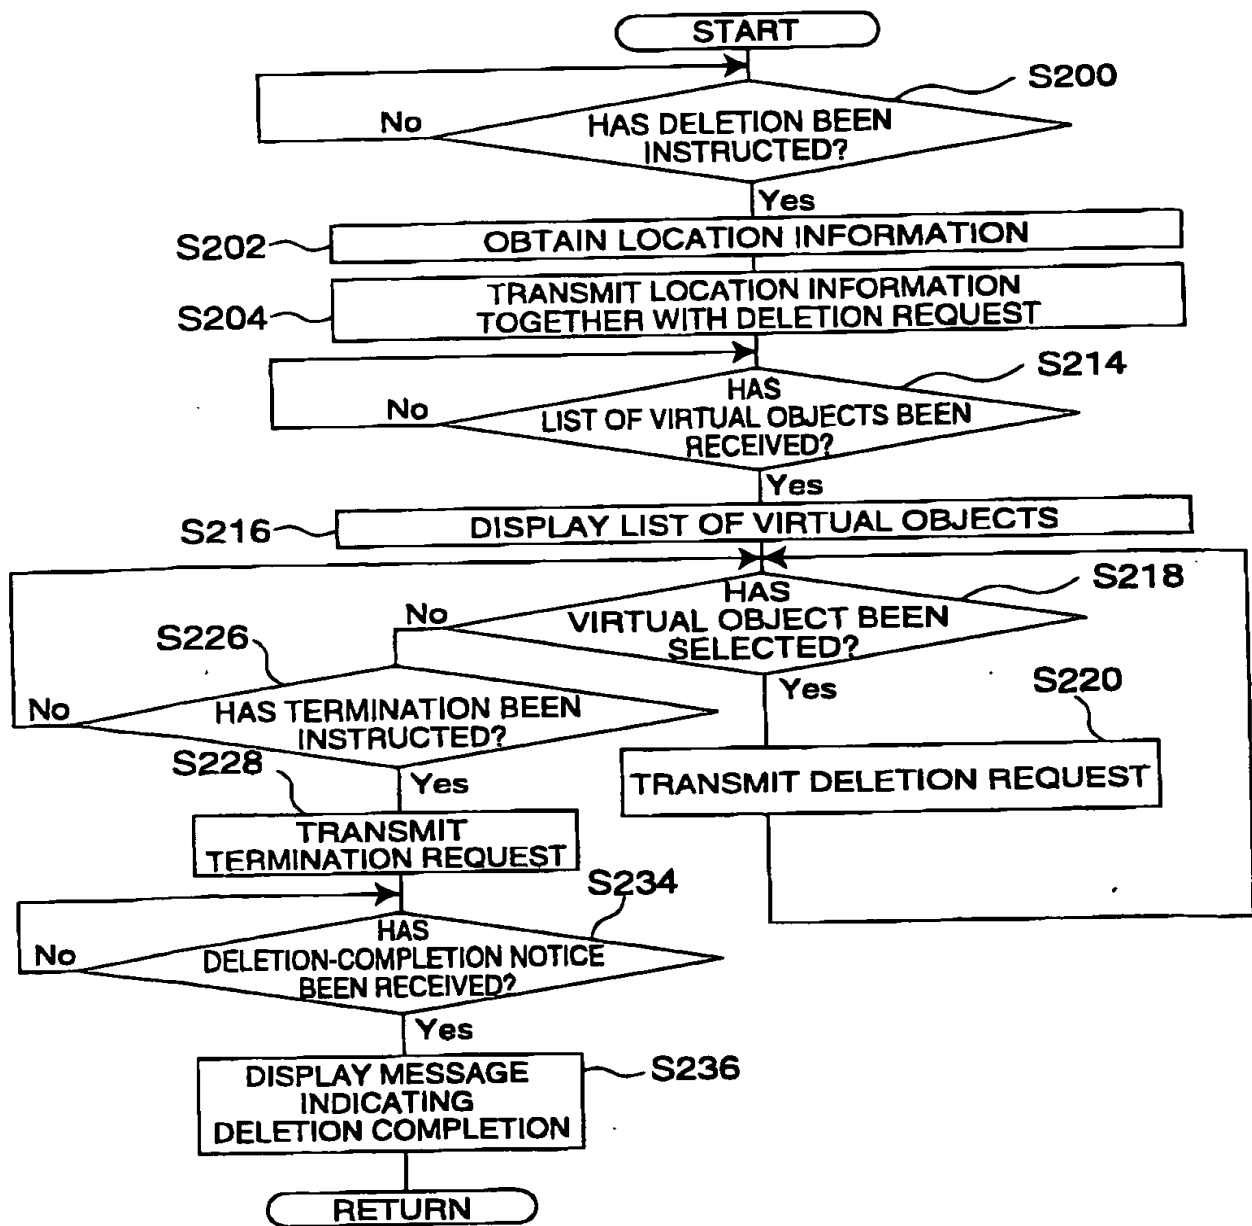 START
S200
No
HAS DELETION BEEN
INSTRUCTED?
Yes
S202
OBTAIN LOCATION INFORMATION
S204
TRANSMIT LOCATION INFORMATION
TOGETHER WITH DELETION REQUEST
S214
No
HAS
LIST OF VIRTUAL OBJECTS BEEN
RECEIVED?
Yes
S216
DISPLAY LIST OF VIRTUAL OBJECTS
S218
No
HAS
VIRTUAL OBJECT BEEN
SELECTED?
Yes
S226
No
HAS TERMINATION BEEN
INSTRUCTED?
S220
TRANSMIT DELETION REQUEST
S228
Yes
TRANSMIT
TERMINATION REQUEST
S234
No
HAS
DELETION-COMPLETION NOTICE
BEEN RECEIVED?
Yes
S236
DISPLAY MESSAGE
INDICATING
DELETION COMPLETION
RETURN